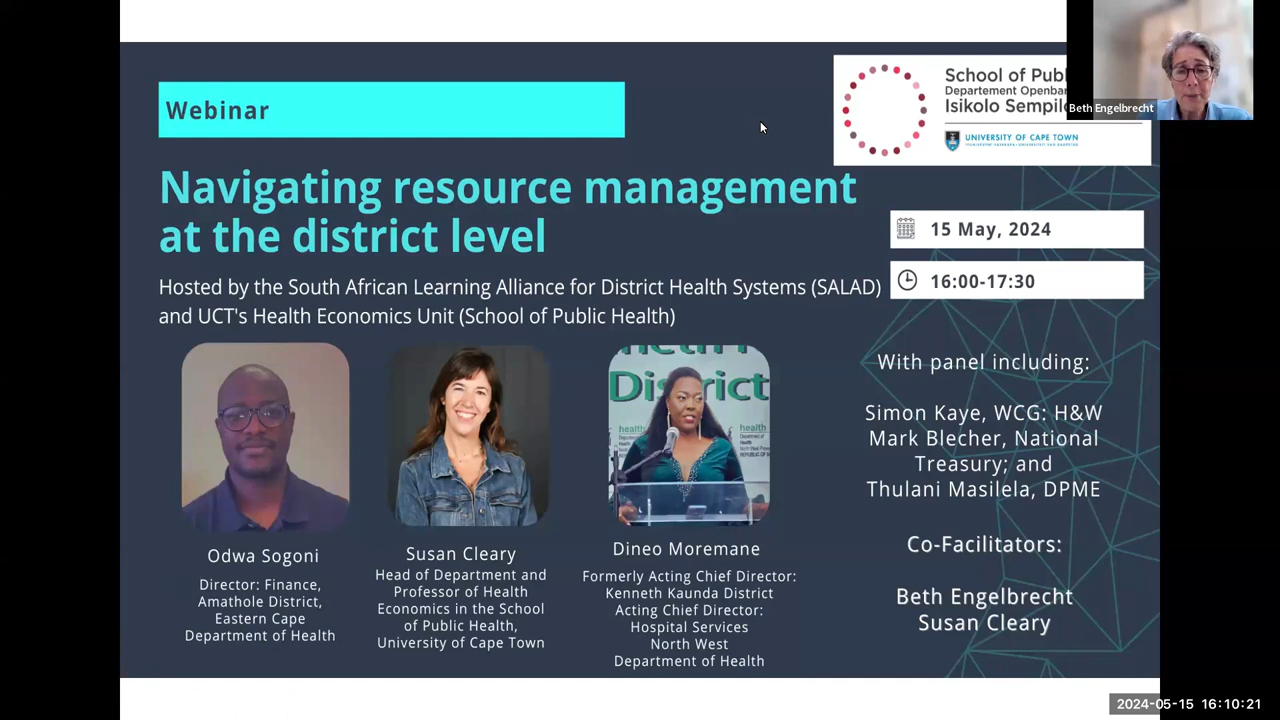 Webinar
School of Publ
Departement Openbar
Isikolo Sempil
UNIVERSITY OF CAPE TOWN
Beth Engelbrecht
Navigating resource management
at the district level
15 May, 2024
16:00-17:30
Hosted by the South African Learning Alliance for District Health Systems (SALAD)
and UCT's Health Economics Unit (School of Public Health)
District
health
health
Odwa Sogoni
Director: Finance,
Amathole District,
Eastern Cape
Department of Health
Susan Cleary
Head of Department and
Professor of Health
Economics in the School
of Public Health,
University of Cape Town
Dineo Moremane
Formerly Acting Chief Director:
Kenneth Kaunda District
Acting Chief Director:
Hospital Services
North West
Department of Health
With panel including:
Simon Kaye, WCG: H&W
Mark Blecher, National
Treasury; and
Thulani Masilela, DPME
Co-Facilitators:
Beth Engelbrecht
Susan Cleary
2024-05-15 16:10:21